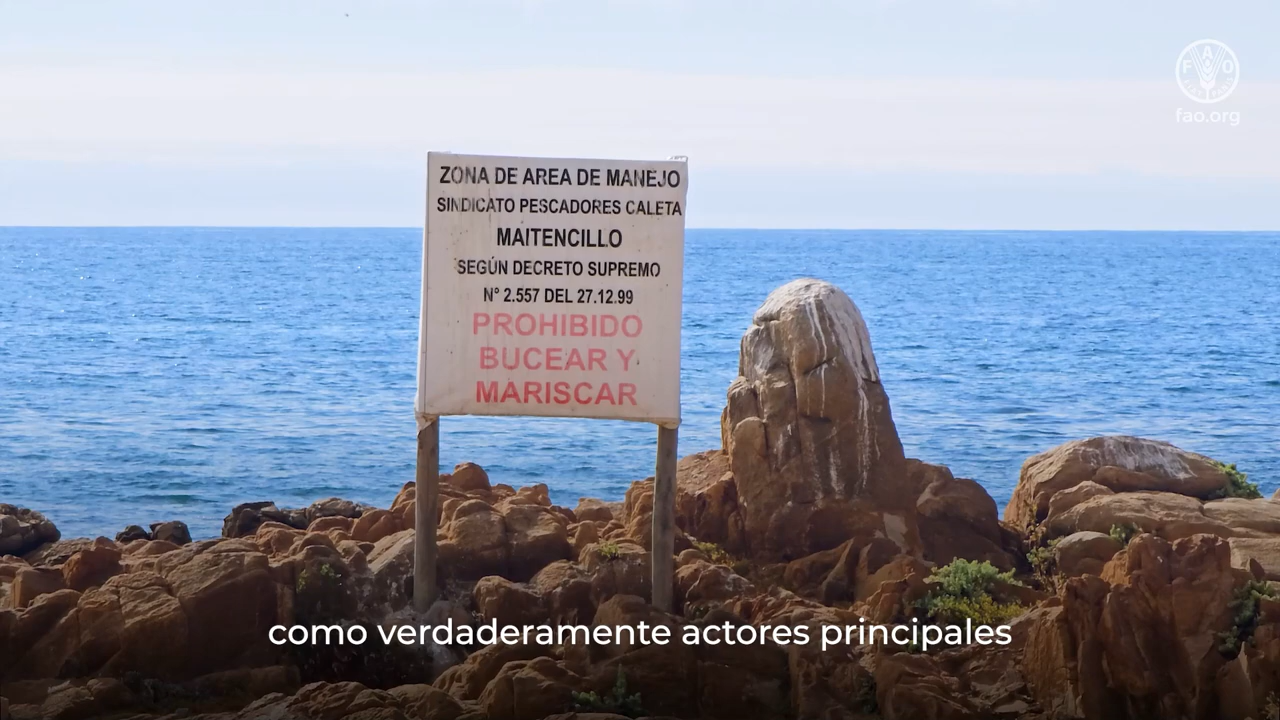 FAO
fao.org
ZONA DE AREA DE MANEJO
SINDICATO PESCADORES CALETA
MAITENCILLO
SEGÚN DECRETO SUPREMO
N° 2.557 DEL 27.12.99
PROHIBIDO
BUCEAR Y
MARISCAR
como verdaderamente actores principales